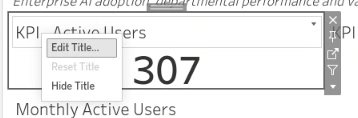 Enterprise AI adoption, departmental performance and va
KPI - Active Users
KPI
Edit Title...
Reset Title
Hide Title
307
Monthly Active Users